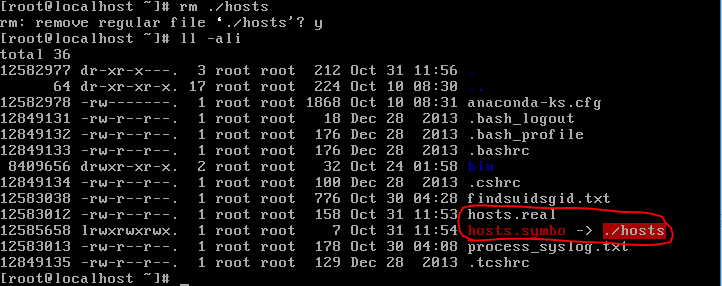 [root@localhost ~]# rm ./hosts
rm: remove regular file ‘./hosts’? y
[root@localhost ~]# ll -ali
total 36
12582977 dr-xr-x---. 3 root root 212 Oct 31 11:56 .
64 dr-xr-xr-x. 17 root root 224 Oct 10 08:30 ..
12582978 -rw-------. 1 root root 1868 Oct 10 08:31 anaconda-ks.cfg
12849131 -rw-r--r--. 1 root root 18 Dec 28 2013 .bash_logout
12849132 -rw-r--r--. 1 root root 176 Dec 28 2013 .bash_profile
12849133 -rw-r--r--. 1 root root 176 Dec 28 2013 .bashrc
8409656 drwxr-xr-x. 2 root root 32 Oct 24 01:58 bin
12849134 -rw-r--r--. 1 root root 100 Dec 28 2013 .cshrc
12583038 -rw-r--r--. 1 root root 776 Oct 30 04:28 findsuidsgid.txt
12583012 -rw-r--r--. 1 root root 158 Oct 31 11:53 hosts.real
12585658 lrwxrwxrwx. 1 root root 7 Oct 31 11:54 hosts.symbo -> ./hosts
12583013 -rw-r--r--. 1 root root 178 Oct 30 04:08 process_syslog.txt
12849135 -rw-r--r--. 1 root root 129 Dec 28 2013 .tcshrc
[root@localhost ~]#